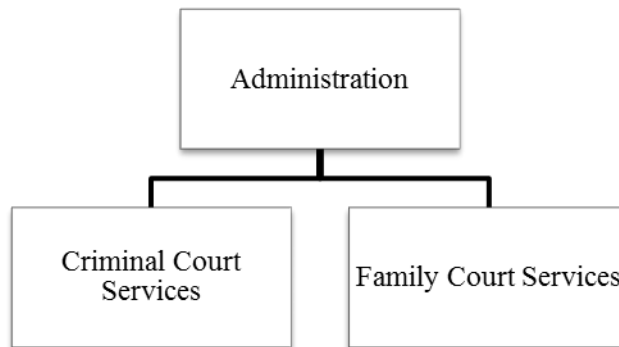 Administration
Criminal Court
Services
Family Court Services